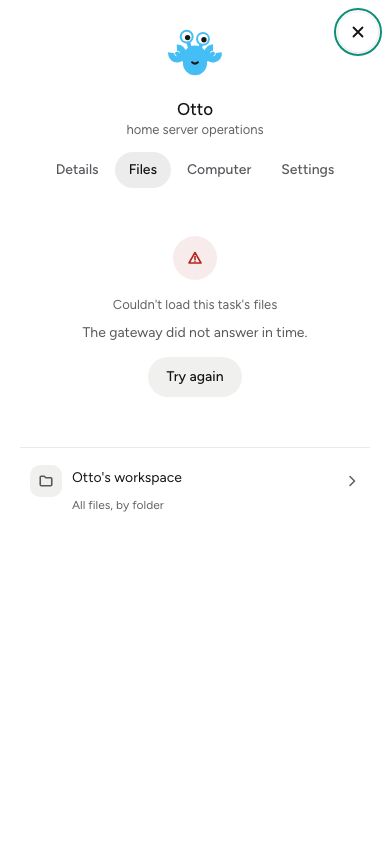 Otto
home server operations
Details Files Computer Settings
Couldn't load this task's files
The gateway did not answer in time.
Try again
Otto's workspace
All files, by folder